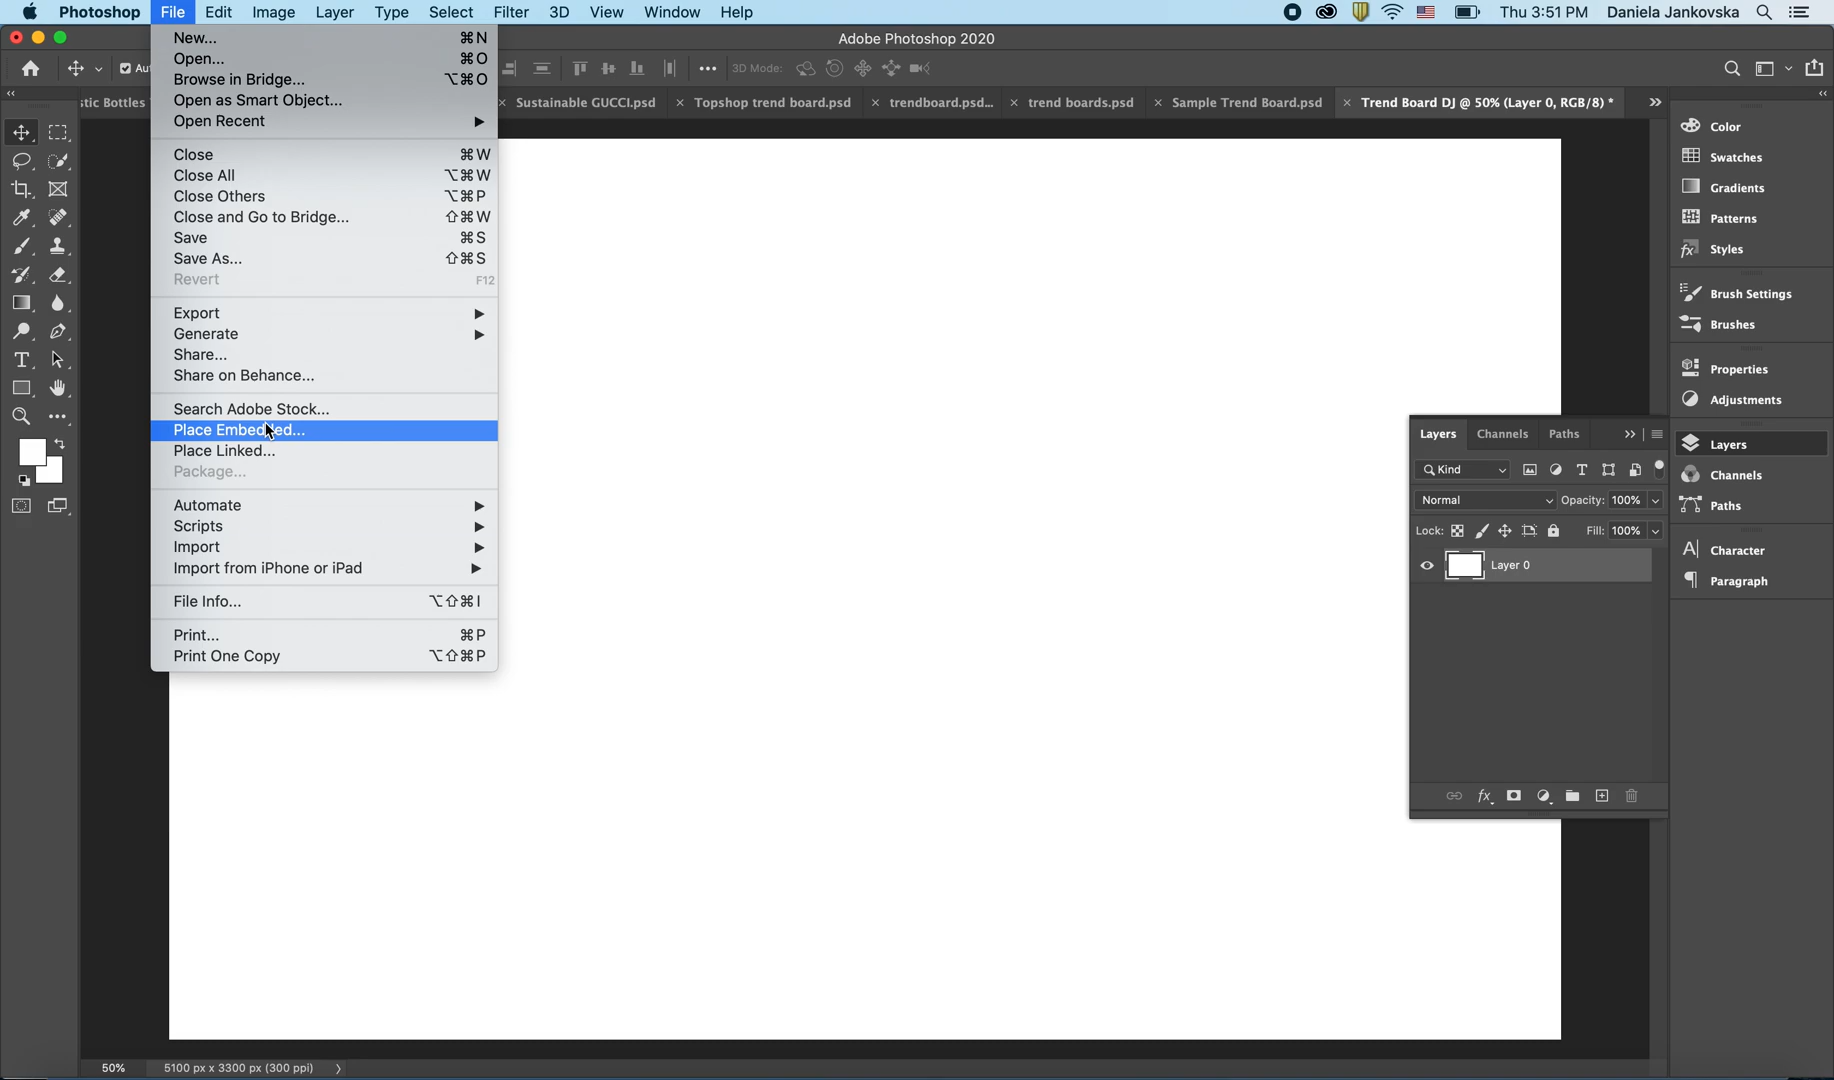 Photoshop File Edit Image Layer Type Select Filter 3D View Window Help Thu 3:51 PM Daniela Jankovska
Adobe Photoshop 2020
3D Mode:
stic Bottles
Sustainable GUCCI.psd
Topshop trend board.psd
trendboard.psd...
trend boards.psd
Sample Trend Board.psd
Trend Board DJ @ 50% (Layer 0, RGB/8) *
New... ⌘N
Open... ⌘O
Browse in Bridge... ⌥⌘O
Open as Smart Object...
Open Recent
Close ⌘W
Close All ⌥⌘W
Close Others ⌥⌘P
Close and Go to Bridge... ⇧⌘W
Save ⌘S
Save As... ⇧⌘S
Revert F12
Export
Generate
Share...
Share on Behance...
Search Adobe Stock...
Place Embedded...
Place Linked...
Package...
Automate
Scripts
Import
Import from iPhone or iPad
File Info... ⌥⇧⌘I
Print... ⌘P
Print One Copy ⌥⇧⌘P
Layers Channels Paths
Kind
Normal Opacity: 100%
Lock: Fill: 100%
Layer 0
Color
Swatches
Gradients
Patterns
Styles
Brush Settings
Brushes
Properties
Adjustments
Layers
Channels
Paths
Character
Paragraph
50% 5100 px x 3300 px (300 ppi)